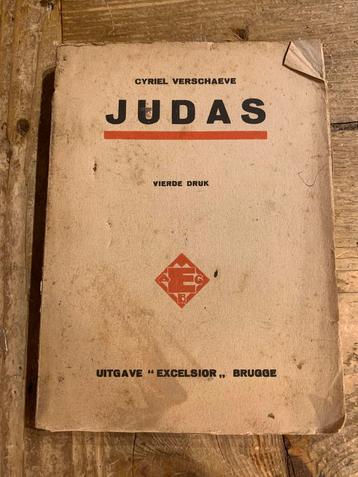 CYRIEL VERSCHAEVE
JUDAS
VIERDE DRUK
UITGAVE "EXCELSIOR„ BRUGGE